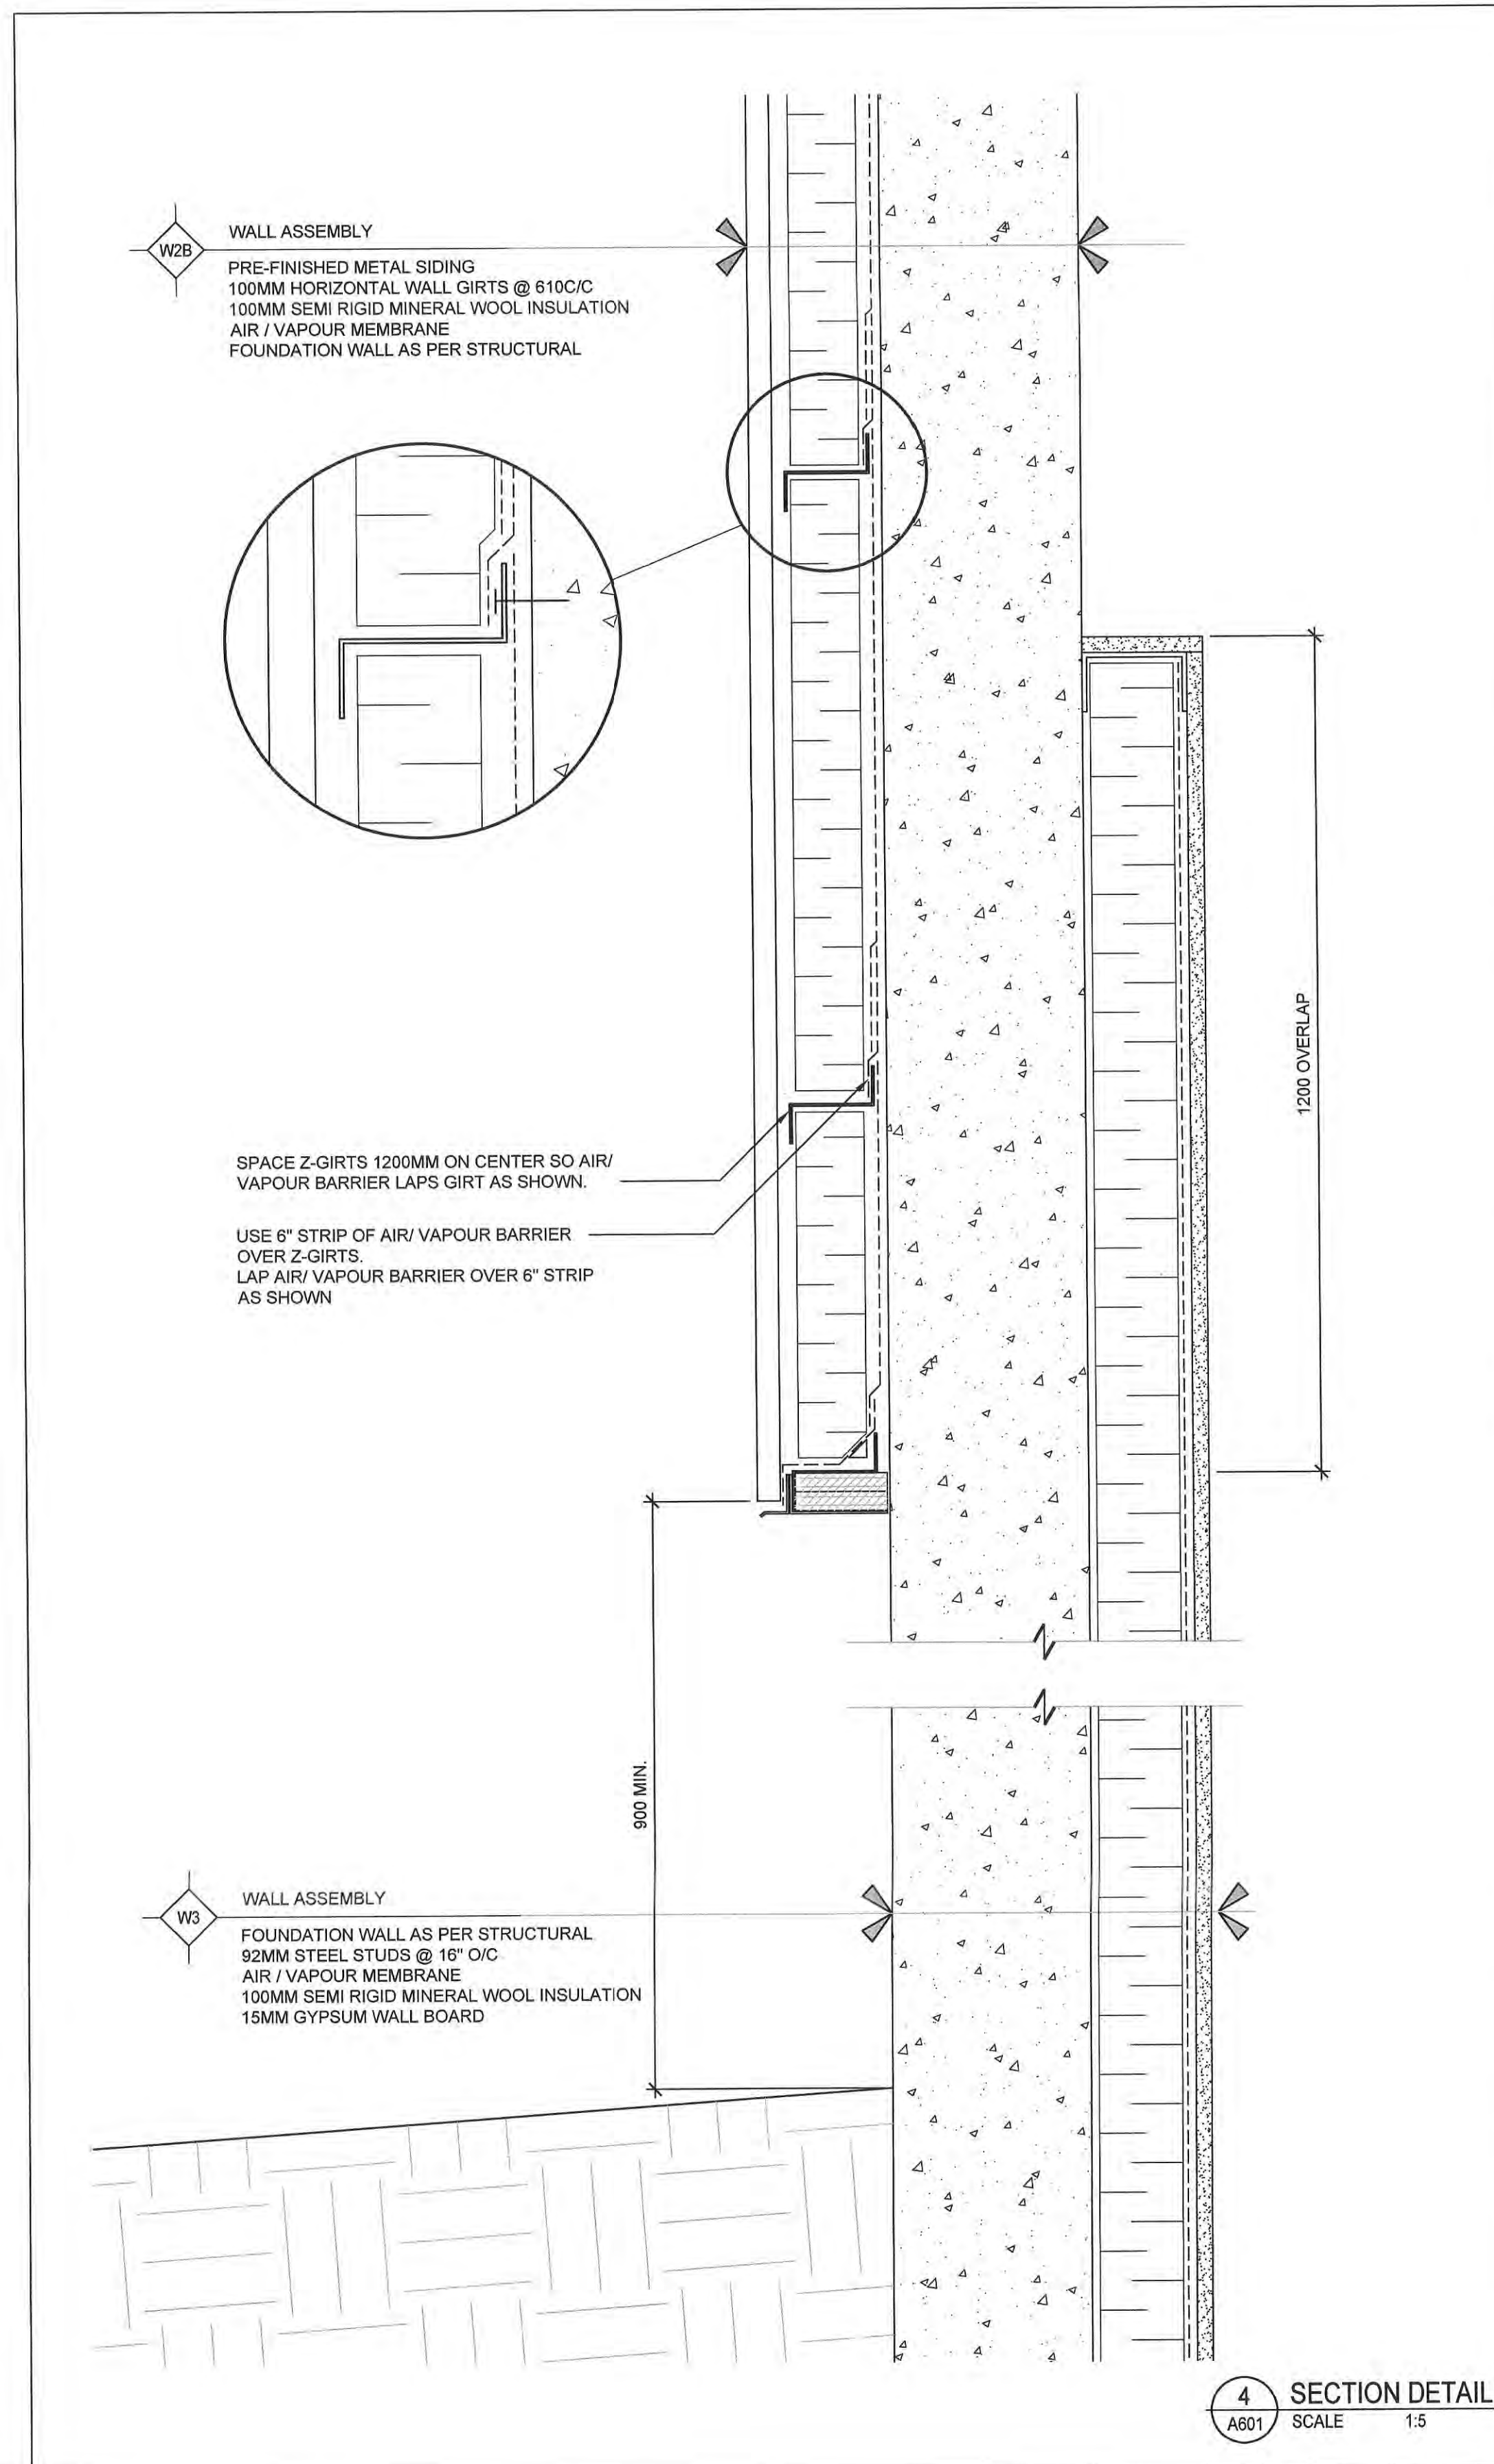 W2B
WALL ASSEMBLY
PRE-FINISHED METAL SIDING
100MM HORIZONTAL WALL GIRTS @ 610C/C
100MM SEMI RIGID MINERAL WOOL INSULATION
AIR / VAPOUR MEMBRANE
FOUNDATION WALL AS PER STRUCTURAL
1200 OVERLAP
SPACE Z-GIRTS 1200MM ON CENTER SO AIR/
VAPOUR BARRIER LAPS GIRT AS SHOWN.
USE 6" STRIP OF AIR/ VAPOUR BARRIER
OVER Z-GIRTS.
LAP AIR/ VAPOUR BARRIER OVER 6" STRIP
AS SHOWN
900 MIN.
W3
WALL ASSEMBLY
FOUNDATION WALL AS PER STRUCTURAL
92MM STEEL STUDS @ 16" O/C
AIR / VAPOUR MEMBRANE
100MM SEMI RIGID MINERAL WOOL INSULATION
15MM GYPSUM WALL BOARD
4
A601
SECTION DETAIL
SCALE 1:5